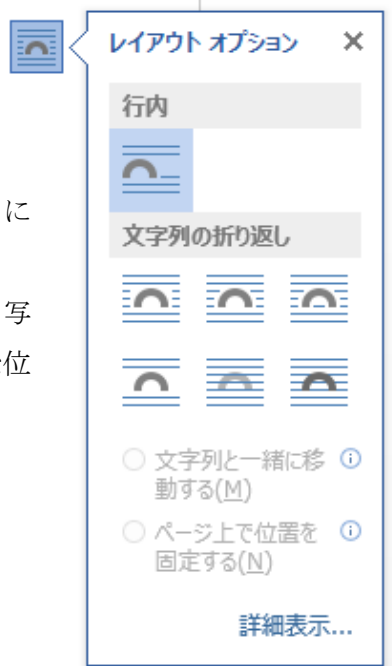 レイアウト オプション ×
行内
に
文字列の折り返し
写
位
文字列と一緒に移
動する(M)
ページ上で位置を
固定する(N)
詳細表示...